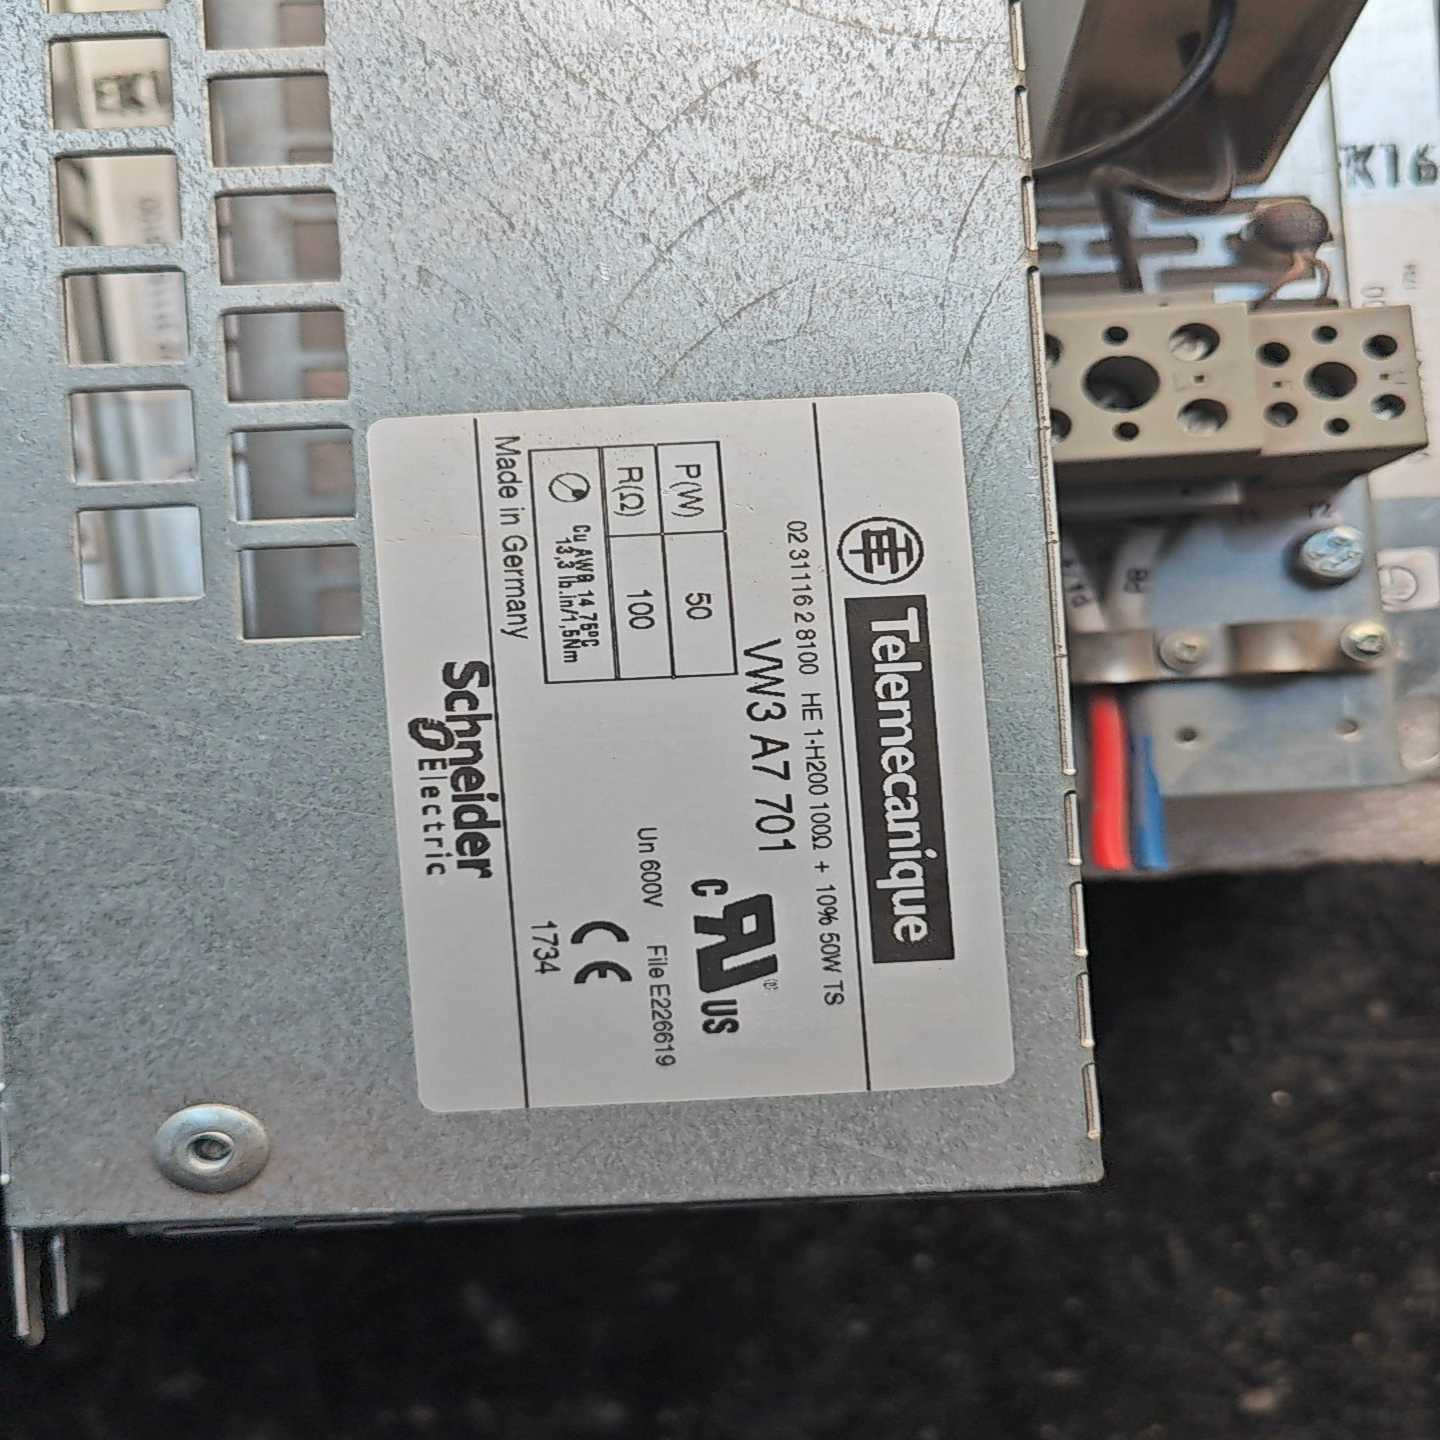 Telemecanique
02 31116 2 8100 HE 1-H200 100Ω + 10% 50W TS
VW3 A7 701
P(W) 50
R(Ω) 100
Cu AWG 14 75°C
13,3 lb.in/1,5Nm
c RU US
Un 600V File E226619
CE
1734
Made in Germany
Schneider
Electric
EK1
K16